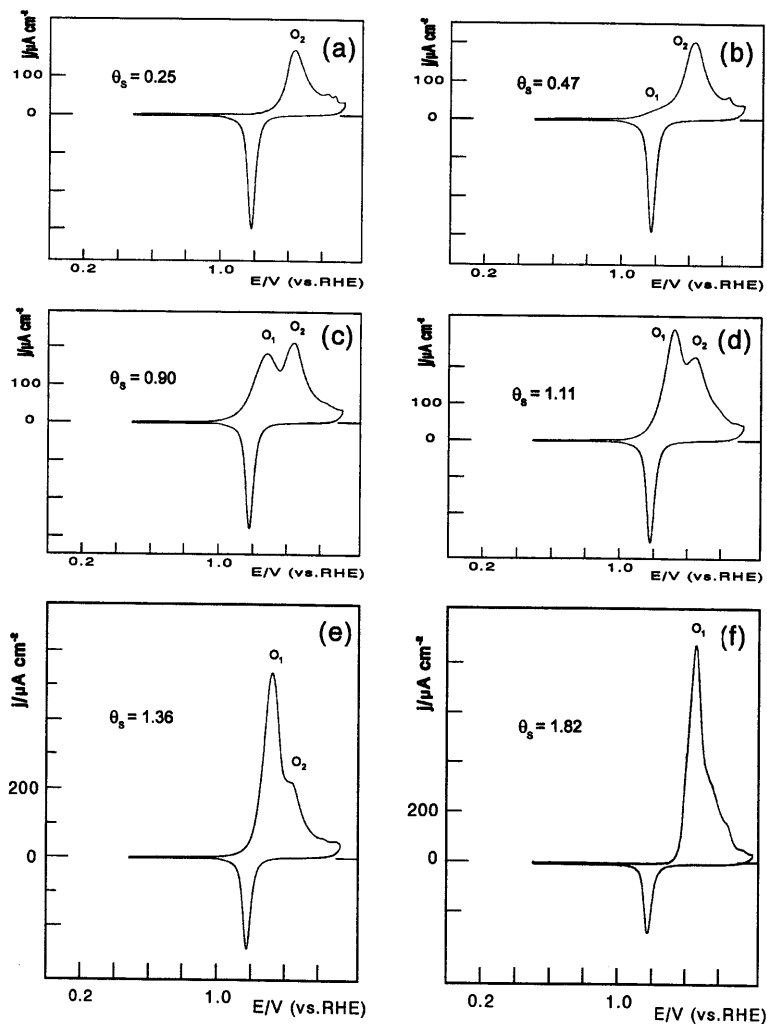 j/μA cm⁻²
O₂
(a)
100
θₛ = 0.25
0
0.2
1.0
E/V (vs.RHE)
j/μA cm⁻²
O₂
(b)
100
θₛ = 0.47
O₁
0
0.2
1.0
E/V (vs.RHE)
j/μA cm⁻²
O₁
O₂
(c)
100
θₛ = 0.90
0
0.2
1.0
E/V (vs.RHE)
j/μA cm⁻²
O₁
O₂
(d)
100
θₛ = 1.11
0
0.2
1.0
E/V (vs.RHE)
j/μA cm⁻²
(e)
O₁
θₛ = 1.36
O₂
200
0
0.2
1.0
E/V (vs.RHE)
j/μA cm⁻²
O₁
(f)
θₛ = 1.82
200
0
0.2
1.0
E/V (vs.RHE)